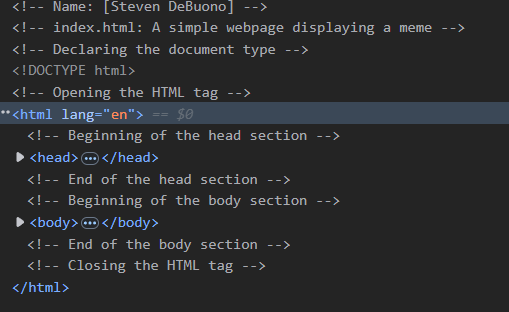 <!-- Name: [Steven DeBuono] -->
<!-- index.html: A simple webpage displaying a meme -->
<!-- Declaring the document type -->
<!DOCTYPE html>
<!-- Opening the HTML tag -->
<html lang="en"> == $0
<!-- Beginning of the head section -->
<head>…</head>
<!-- End of the head section -->
<!-- Beginning of the body section -->
<body>…</body>
<!-- End of the body section -->
<!-- Closing the HTML tag -->
</html>